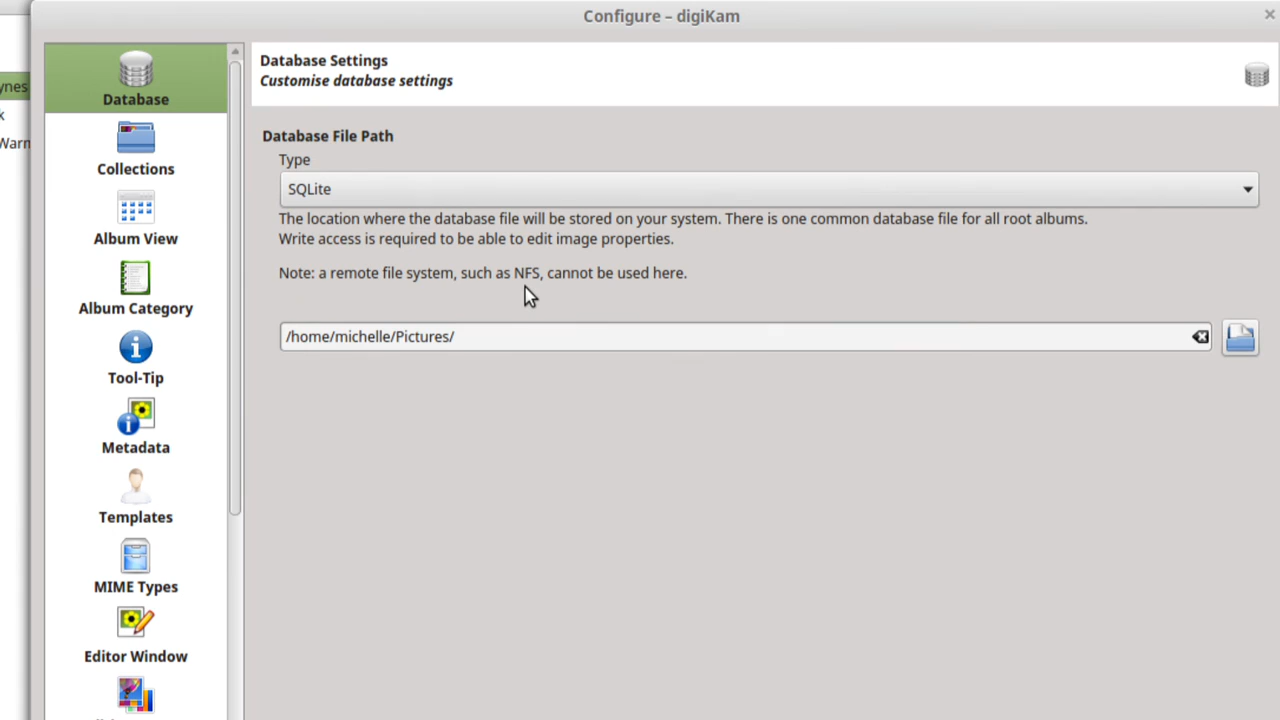 Configure – digiKam
ynes
Database
Collections
Album View
Album Category
Tool-Tip
Metadata
Templates
MIME Types
Editor Window
Database Settings
Customise database settings
Database File Path
Type
SQLite
The location where the database file will be stored on your system. There is one common database file for all root albums.
Write access is required to be able to edit image properties.
Note: a remote file system, such as NFS, cannot be used here.
/home/michelle/Pictures/